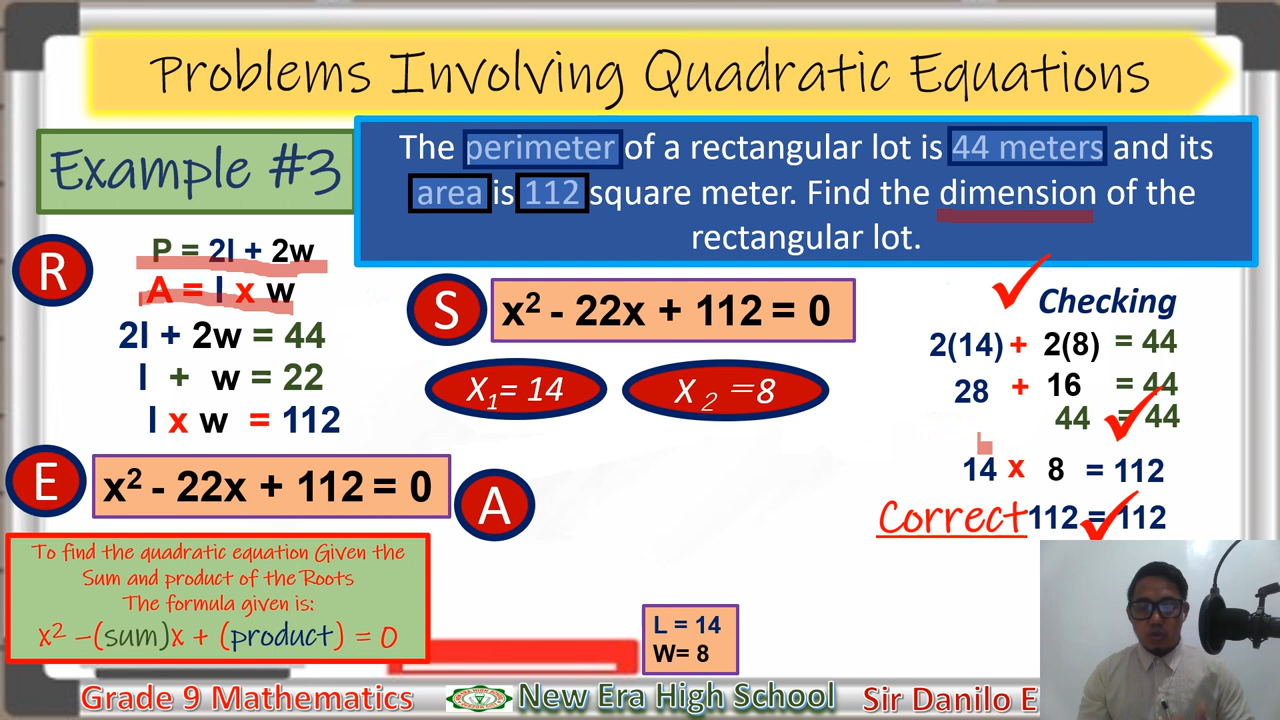 Problems Involving Quadratic Equations
Example #3
The perimeter of a rectangular lot is 44 meters and its
area is 112 square meter. Find the dimension of the
rectangular lot.
R
P = 2l + 2w
A = l x w
2l + 2w = 44
l + w = 22
l x w = 112
E
x² - 22x + 112 = 0
To find the quadratic equation Given the
Sum and product of the Roots
The formula given is:
x² –(sum)x + (product) = 0
S
x² - 22x + 112 = 0
X₁= 14
X ₂ =8
A
L = 14
W= 8
Checking
2(14) + 2(8) = 44
28 + 16 = 44
44 = 44
14 x 8 = 112
Correct 112 = 112
Grade 9 Mathematics
New Era High School
Sir Danilo E